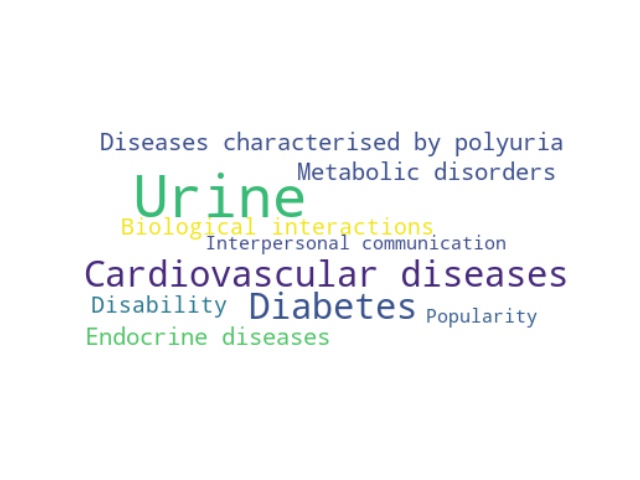 Diseases characterised by polyuria
Metabolic disorders
Urine
Biological interactions
Interpersonal communication
Cardiovascular diseases
Disability
Diabetes
Popularity
Endocrine diseases